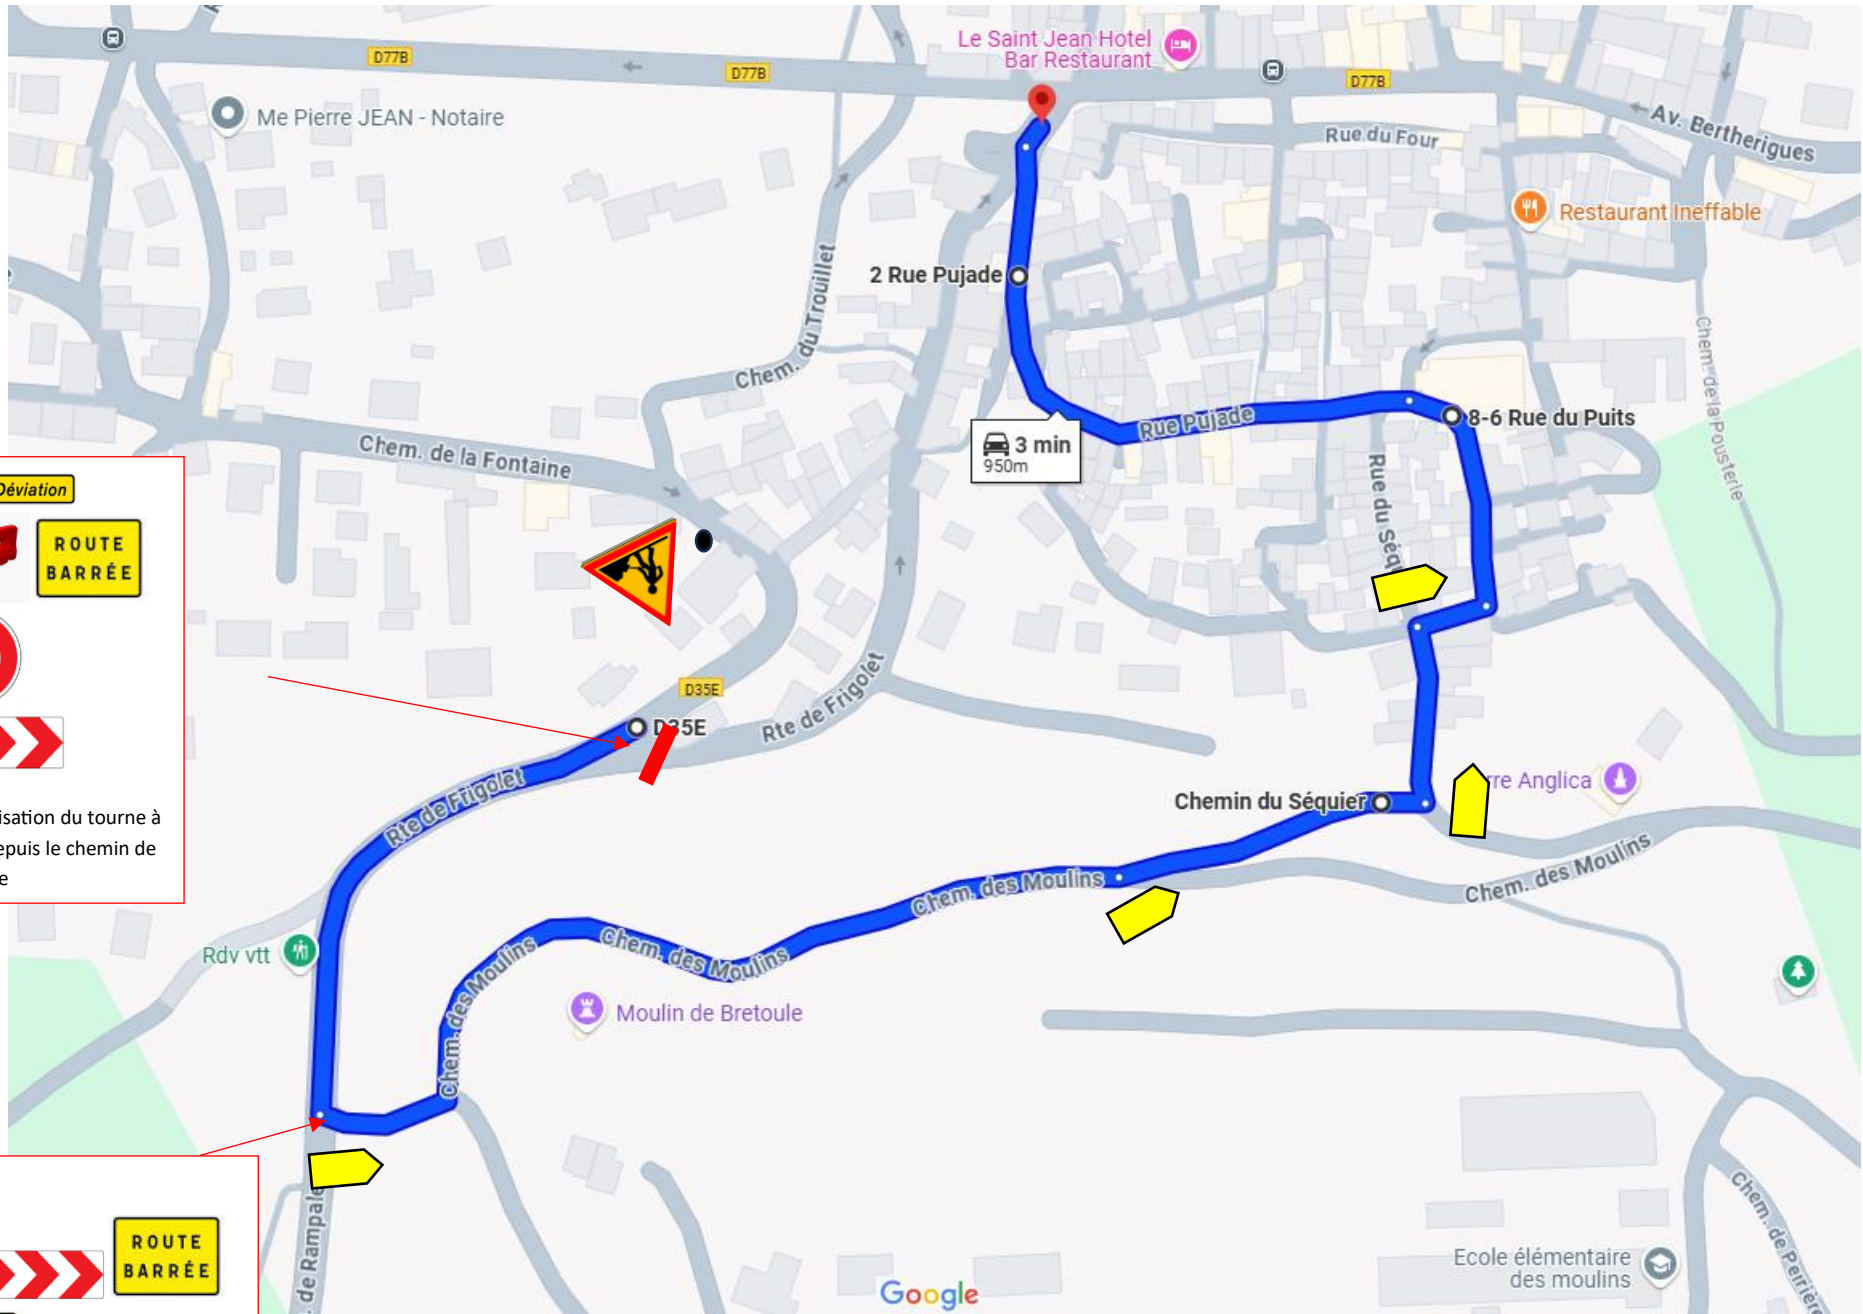 D77B
D77B
Le Saint Jean Hotel
Bar Restaurant
D77B
Av. Bertherigues
Me Pierre JEAN - Notaire
Rue du Four
Restaurant Ineffable
2 Rue Pujade
Chem. du Trouillet
Chem. de la Pousterle
Rue Pujade
8-6 Rue du Puits
3 min
950m
Chem. de la Fontaine
Rue du Séqu
Déviation
ROUTE
BARRÉE
D35E
D35E
Rte de Frigolet
Rte de Frigolet
isation du tourne à
epuis le chemin de
e
Chemin du Séquier
rre Anglica
Chem. des Moulins
Chem. des Moulins
Chem. des Moulins
Chem. des Moulins
Rdv vtt
Moulin de Bretoule
. de Rampale
ROUTE
BARRÉE
Chem. de Peirière
Ecole élémentaire
des moulins
Google